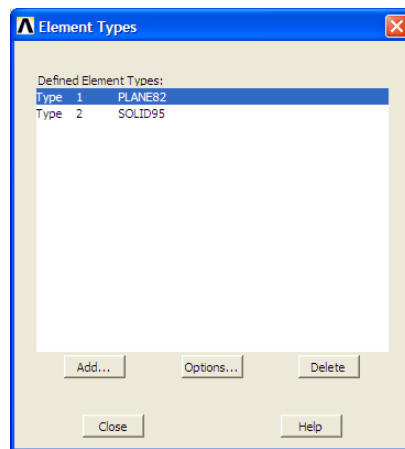 Element Types
Defined Element Types:
Type 1 PLANE82
Type 2 SOLID95
Add... Options... Delete
Close Help